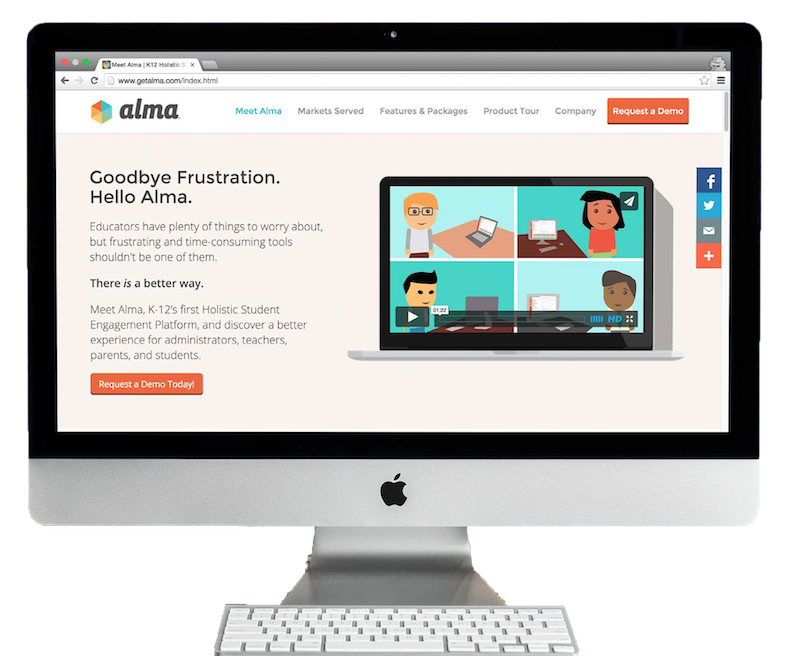 Meet Alma | K12 Holistic S
www.getalma.com/index.html
alma
Meet Alma
Markets Served
Features & Packages
Product Tour
Company
Request a Demo
Goodbye Frustration.
Hello Alma.
Educators have plenty of things to worry about,
but frustrating and time-consuming tools
shouldn't be one of them.
There is a better way.
Meet Alma, K-12's first Holistic Student
Engagement Platform, and discover a better
experience for administrators, teachers,
parents, and students.
Request a Demo Today!
01:22
HD